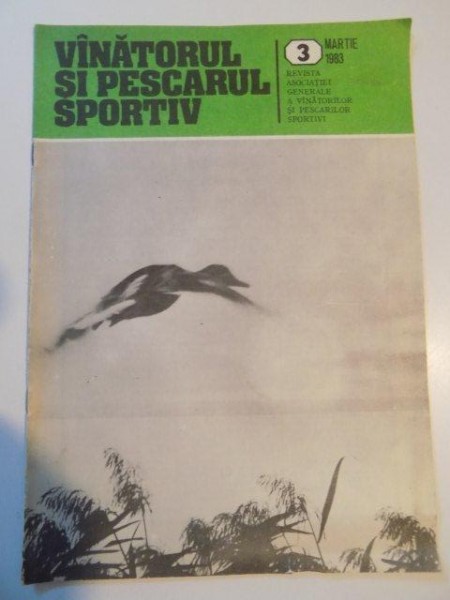 VÎNĂTORUL
ȘI PESCARUL
SPORTIV
3
MARTIE
1983
REVISTA
ASOCIAȚIEI
GENERALE
A VÎNĂTORILOR
ȘI PESCARILOR
SPORTIVI